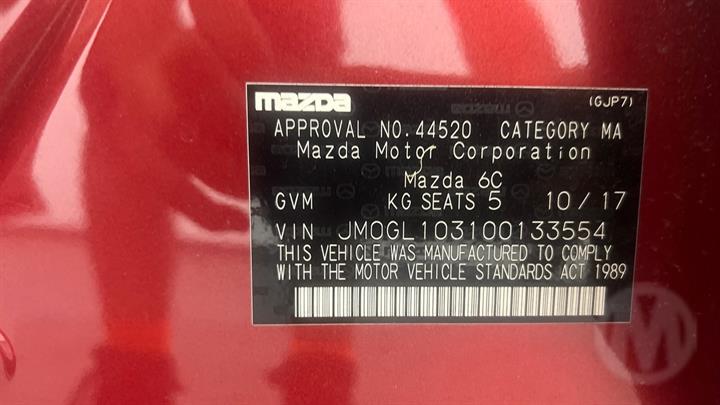 mazda (GJP7)
APPROVAL NO.44520 CATEGORY MA
Mazda Motor Corporation
Mazda 6C
GVM KG SEATS 5 10/17
VIN JM0GL103100133554
THIS VEHICLE WAS MANUFACTURED TO COMPLY
WITH THE MOTOR VEHICLE STANDARDS ACT 1989
M